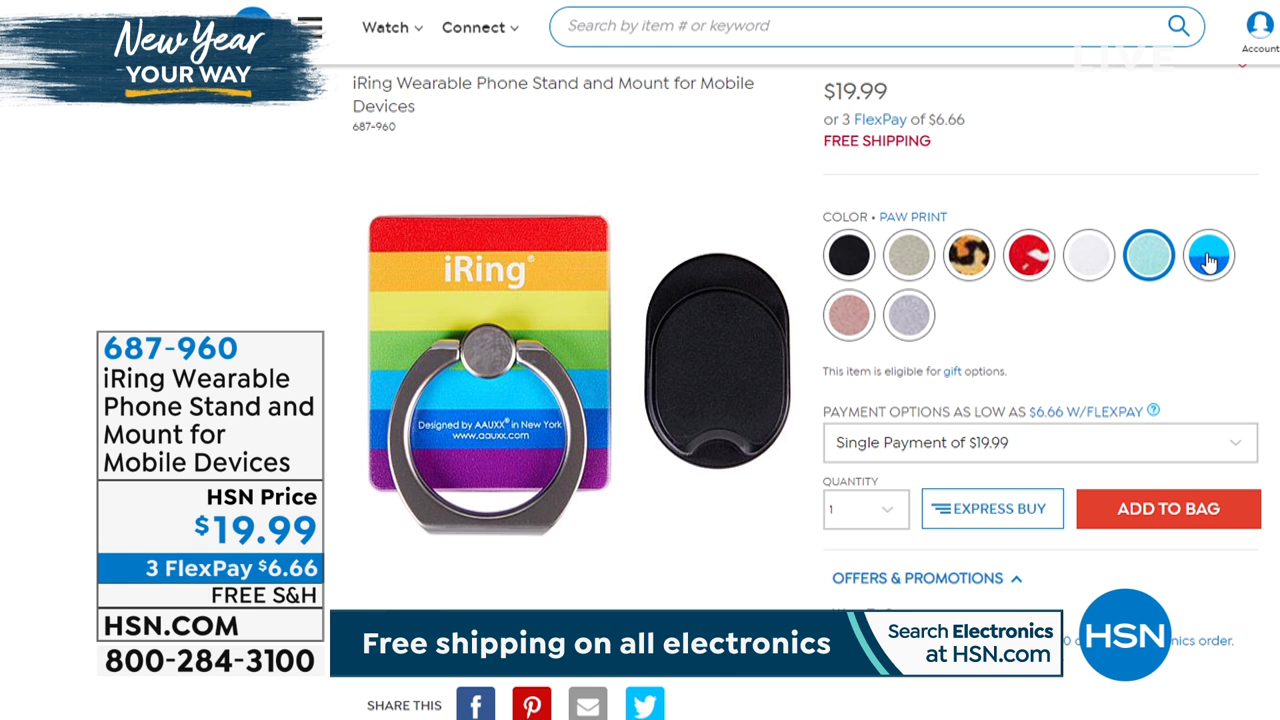 New Year
YOUR WAY
Watch
Connect
Search by item # or keyword
Account
LIVE
iRing Wearable Phone Stand and Mount for Mobile
Devices
687-960
$19.99
or 3 FlexPay of $6.66
FREE SHIPPING
COLOR • PAW PRINT
iRing®
Designed by AAUXX® in New York
www.aauxx.com
This item is eligible for gift options.
PAYMENT OPTIONS AS LOW AS $6.66 W/FLEXPAY ?
Single Payment of $19.99
QUANTITY
1
EXPRESS BUY
ADD TO BAG
OFFERS & PROMOTIONS
687-960
iRing Wearable
Phone Stand and
Mount for
Mobile Devices
HSN Price
$19.99
3 FlexPay $6.66
FREE S&H
HSN.COM
800-284-3100
Free shipping on all electronics
Search Electronics
at HSN.com
HSN
nics order.
SHARE THIS